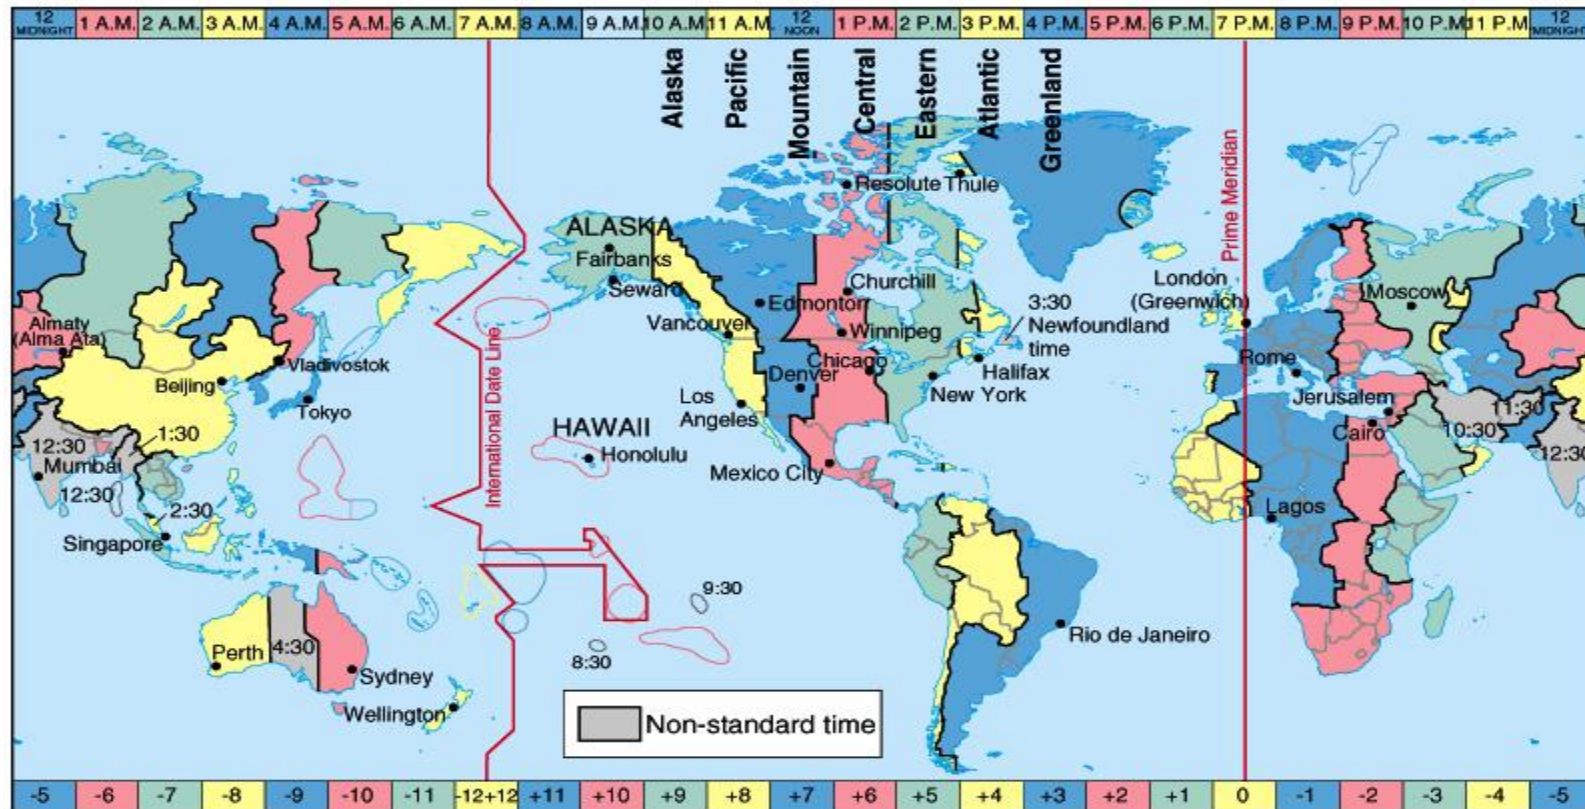 12 MIDNIGHT 1 A.M. 2 A.M. 3 A.M. 4 A.M. 5 A.M. 6 A.M. 7 A.M. 8 A.M. 9 A.M. 10 A.M. 11 A.M. 12 NOON 1 P.M. 2 P.M. 3 P.M. 4 P.M. 5 P.M. 6 P.M. 7 P.M. 8 P.M. 9 P.M. 10 P.M. 11 P.M. 12 MIDNIGHT
Alaska
Pacific
Mountain
Central
Eastern
Atlantic
Greenland
Prime Meridian
International Date Line
Resolute
Thule
ALASKA
Fairbanks
Seward
Churchill
Edmonton
Vancouver
Winnipeg
3:30
Newfoundland
time
London
(Greenwich)
Moscow
Almaty
(Alma Ata)
Vladivostok
Beijing
Tokyo
Chicago
Denver
Halifax
New York
Los
Angeles
Rome
Jerusalem
Cairo
11:30
10:30
12:30
12:30
Mumbai
12:30
1:30
2:30
Singapore
HAWAII
Honolulu
Mexico City
Lagos
9:30
8:30
Rio de Janeiro
Perth
4:30
Sydney
Wellington
Non-standard time
-5 -6 -7 -8 -9 -10 -11 -12+12 +11 +10 +9 +8 +7 +6 +5 +4 +3 +2 +1 0 -1 -2 -3 -4 -5